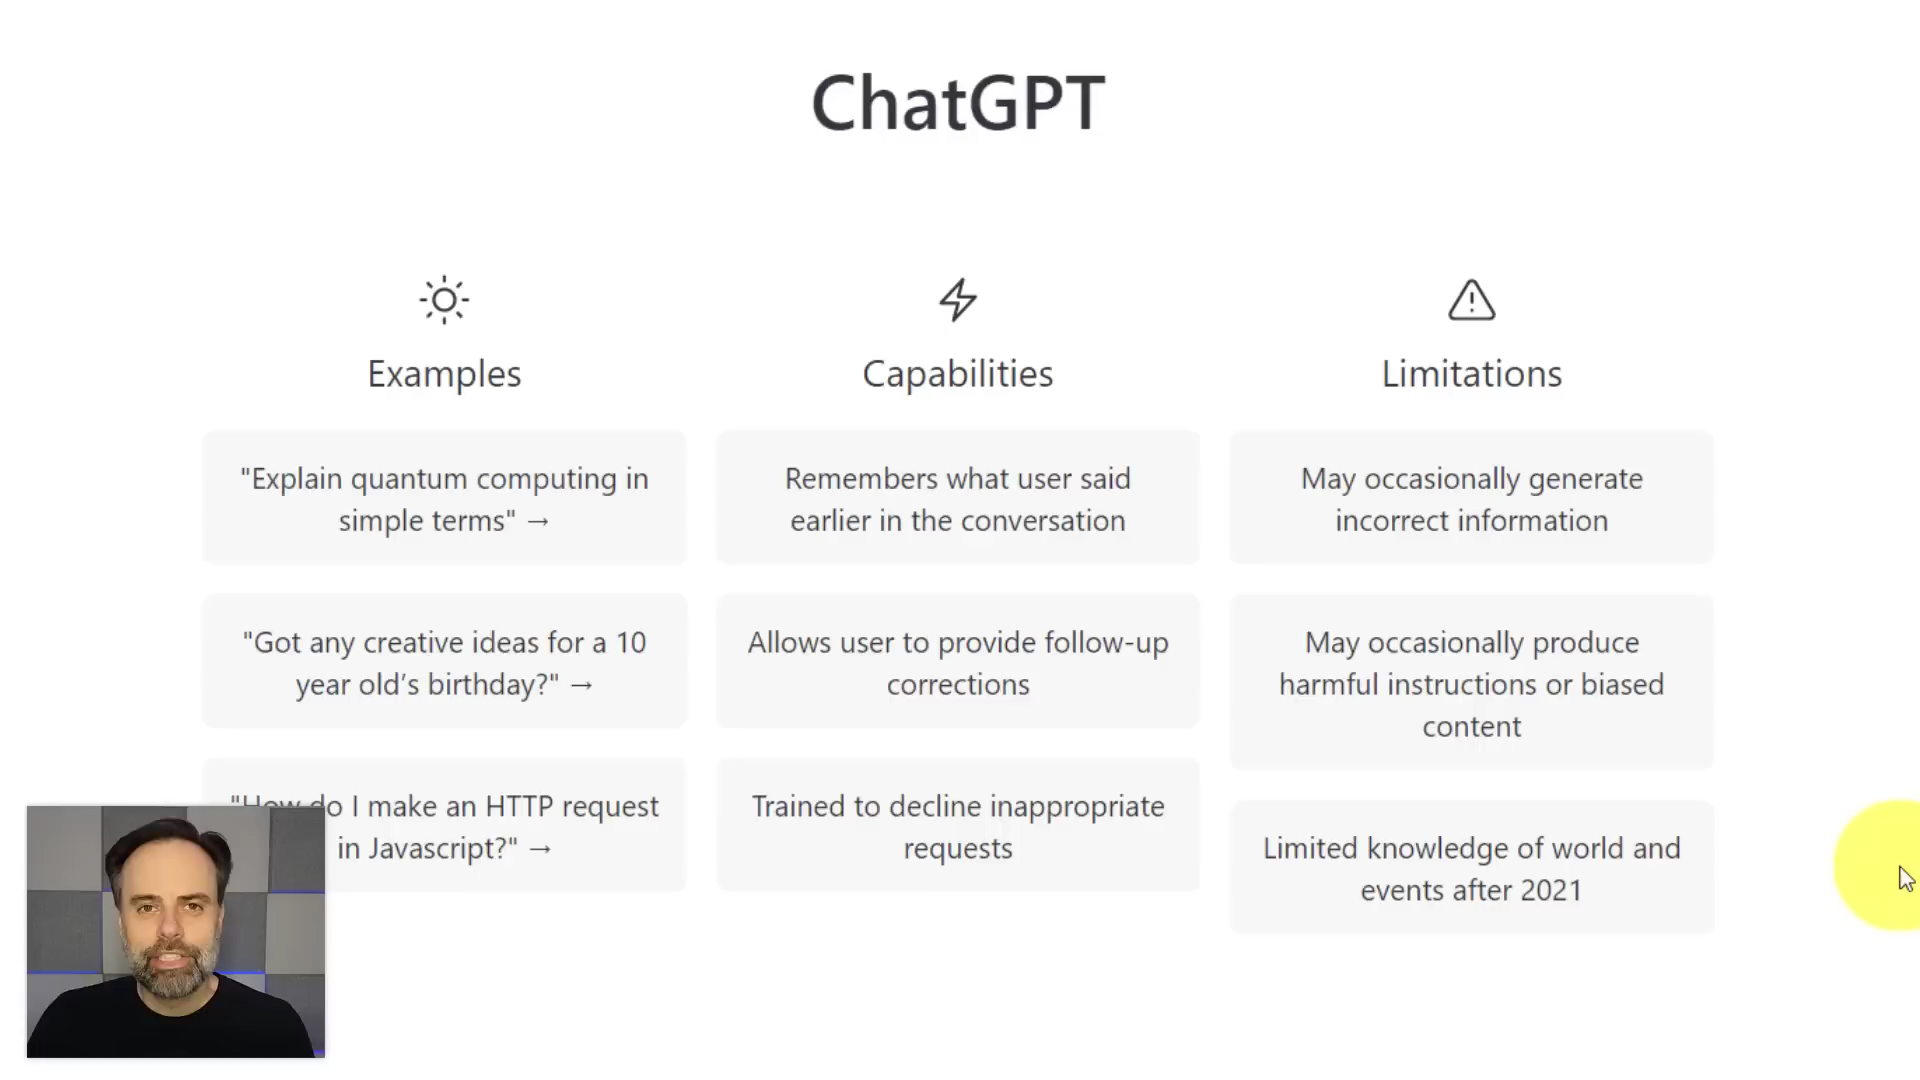 ChatGPT
Examples
"Explain quantum computing in
simple terms" →
"Got any creative ideas for a 10
year old’s birthday?" →
"How do I make an HTTP request
in Javascript?" →
Capabilities
Remembers what user said
earlier in the conversation
Allows user to provide follow-up
corrections
Trained to decline inappropriate
requests
Limitations
May occasionally generate
incorrect information
May occasionally produce
harmful instructions or biased
content
Limited knowledge of world and
events after 2021